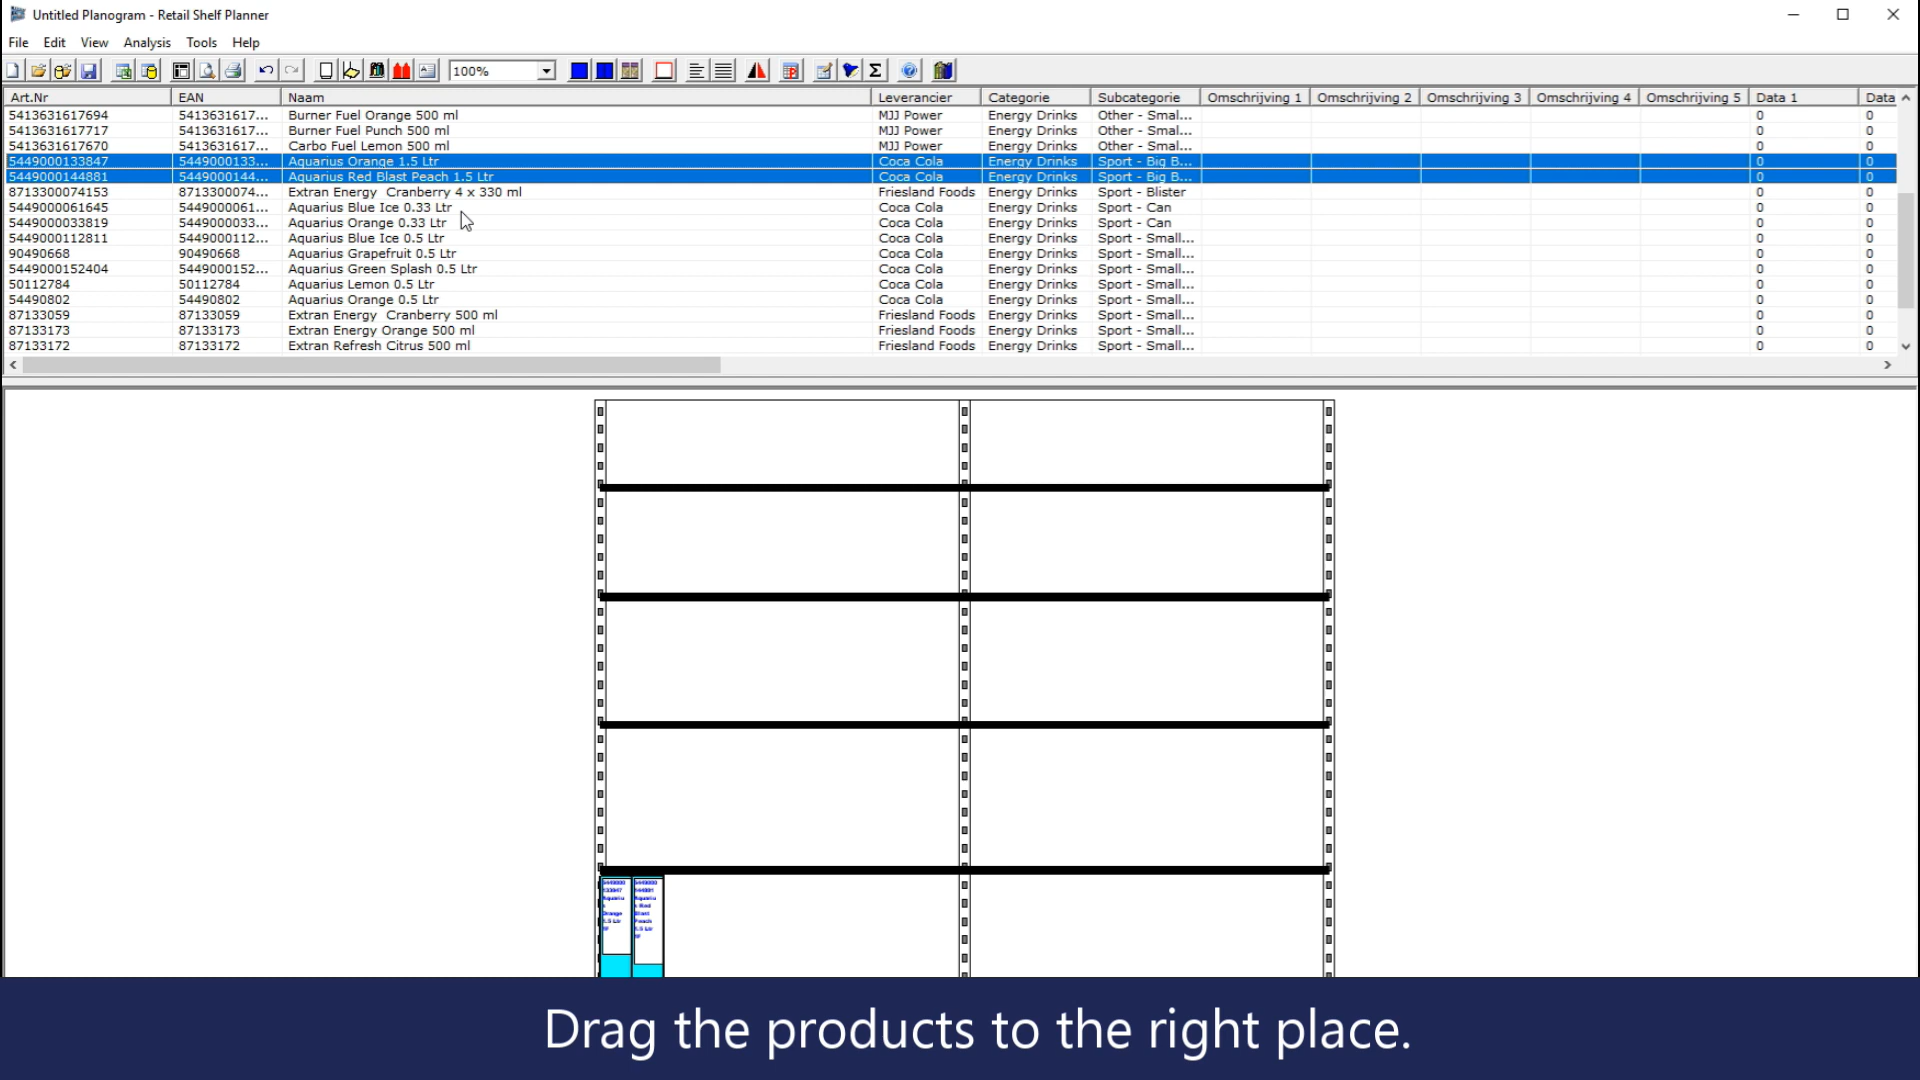 Untitled Planogram - Retail Shelf Planner
File Edit View Analysis Tools Help
100%
Art.Nr EAN Naam Leverancier Categorie Subcategorie Omschrijving 1 Omschrijving 2 Omschrijving 3 Omschrijving 4 Omschrijving 5 Data 1 Data
5413631617694 5413631617... Burner Fuel Orange 500 ml MJJ Power Energy Drinks Other - Smal... 0 0
5413631617717 5413631617... Burner Fuel Punch 500 ml MJJ Power Energy Drinks Other - Smal... 0 0
5413631617670 5413631617... Carbo Fuel Lemon 500 ml MJJ Power Energy Drinks Other - Smal... 0 0
5449000133847 5449000133... Aquarius Orange 1.5 Ltr Coca Cola Energy Drinks Sport - Big B... 0 0
5449000144881 5449000144... Aquarius Red Blast Peach 1.5 Ltr Coca Cola Energy Drinks Sport - Big B... 0 0
8713300074153 8713300074... Extran Energy Cranberry 4 x 330 ml Friesland Foods Energy Drinks Sport - Blister 0 0
5449000061645 5449000061... Aquarius Blue Ice 0.33 Ltr Coca Cola Energy Drinks Sport - Can 0 0
5449000033819 5449000033... Aquarius Orange 0.33 Ltr Coca Cola Energy Drinks Sport - Can 0 0
5449000112811 5449000112... Aquarius Blue Ice 0.5 Ltr Coca Cola Energy Drinks Sport - Small... 0 0
90490668 90490668 Aquarius Grapefruit 0.5 Ltr Coca Cola Energy Drinks Sport - Small... 0 0
5449000152404 5449000152... Aquarius Green Splash 0.5 Ltr Coca Cola Energy Drinks Sport - Small... 0 0
50112784 50112784 Aquarius Lemon 0.5 Ltr Coca Cola Energy Drinks Sport - Small... 0 0
54490802 54490802 Aquarius Orange 0.5 Ltr Coca Cola Energy Drinks Sport - Small... 0 0
87133059 87133059 Extran Energy Cranberry 500 ml Friesland Foods Energy Drinks Sport - Small... 0 0
87133173 87133173 Extran Energy Orange 500 ml Friesland Foods Energy Drinks Sport - Small... 0 0
87133172 87133172 Extran Refresh Citrus 500 ml Friesland Foods Energy Drinks Sport - Small... 0 0
Drag the products to the right place.